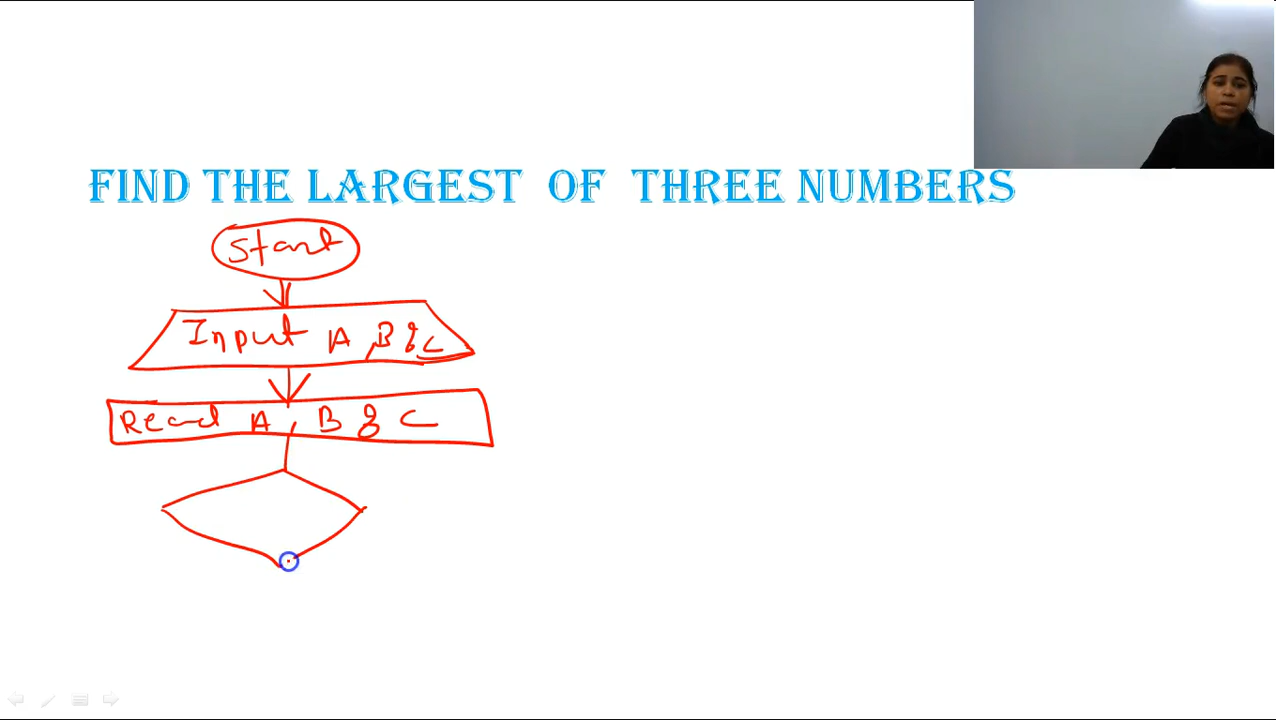 FIND THE LARGEST OF THREE NUMBERS
Start
Input A, B & C
Read A, B & C